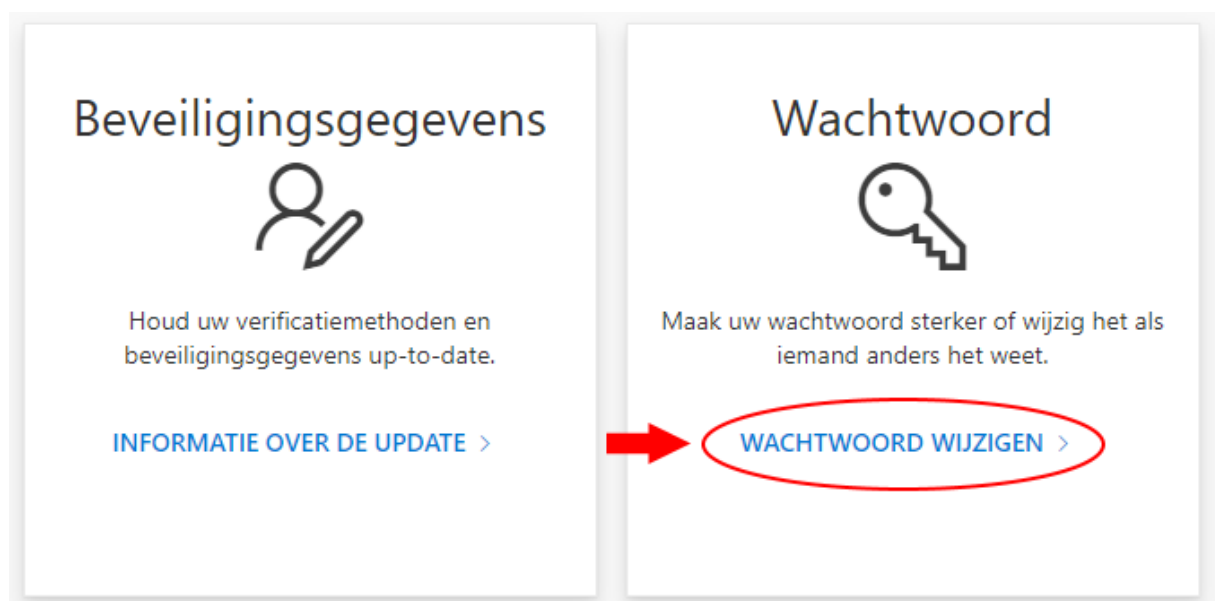 Beveiligingsgegevens
Houd uw verificatiemethoden en
beveiligingsgegevens up-to-date.
INFORMATIE OVER DE UPDATE >
Wachtwoord
Maak uw wachtwoord sterker of wijzig het als
iemand anders het weet.
WACHTWOORD WIJZIGEN >